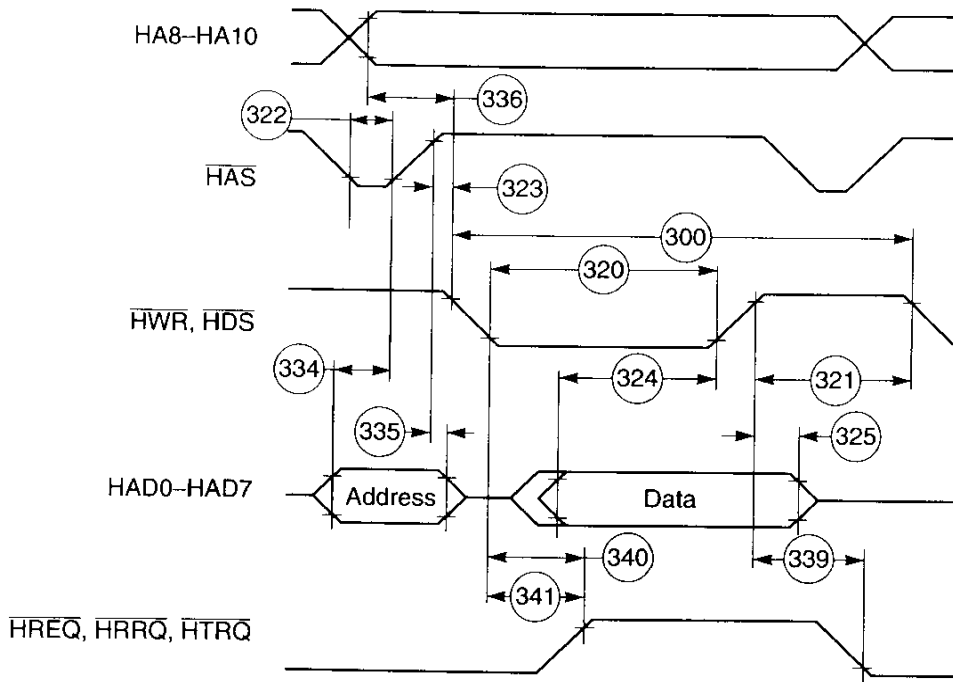 HA8–HA10
336
322
HAS
323
300
320
HWR, HDS
334
324
321
335
325
HAD0–HAD7
Address
Data
340
339
341
HREQ, HRRQ, HTRQ